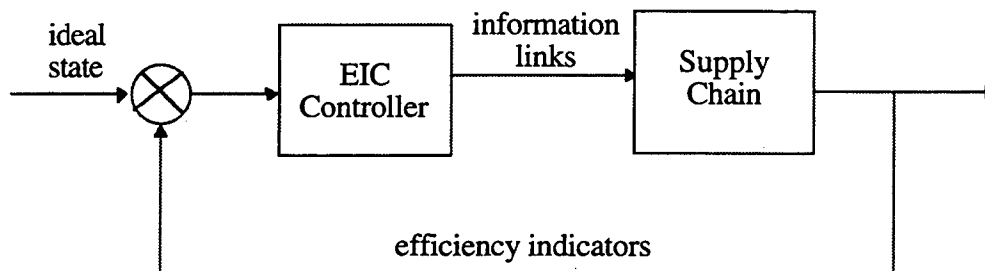 ideal
state
EIC
Controller
information
links
Supply
Chain
efficiency indicators